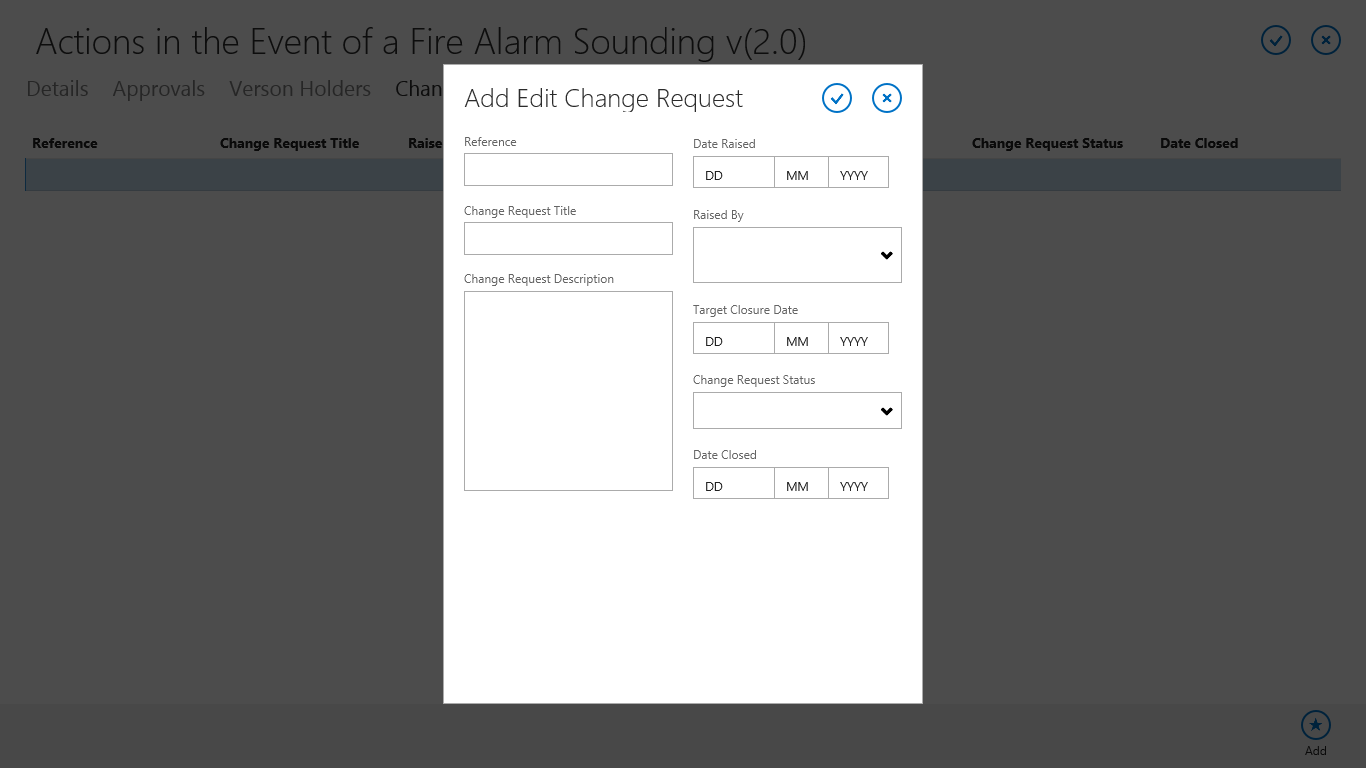 Actions in the Event of a Fire Alarm Sounding v(2.0)
Details Approvals Verson Holders Chan
Reference Change Request Title Raise Change Request Status Date Closed
Add Edit Change Request
Reference
Change Request Title
Change Request Description
Date Raised
DD MM YYYY
Raised By
Target Closure Date
DD MM YYYY
Change Request Status
Date Closed
DD MM YYYY
Add